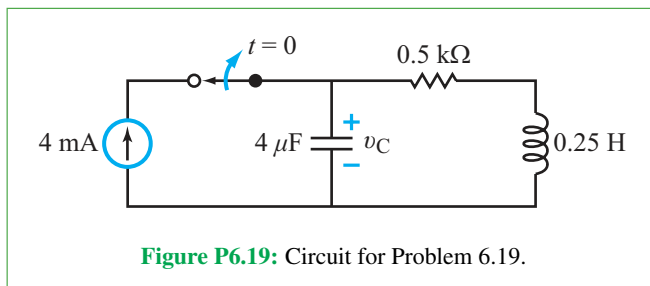 t = 0
0.5 kΩ
4 mA
4 μF
+
υC
−
0.25 H
Figure P6.19: Circuit for Problem 6.19.